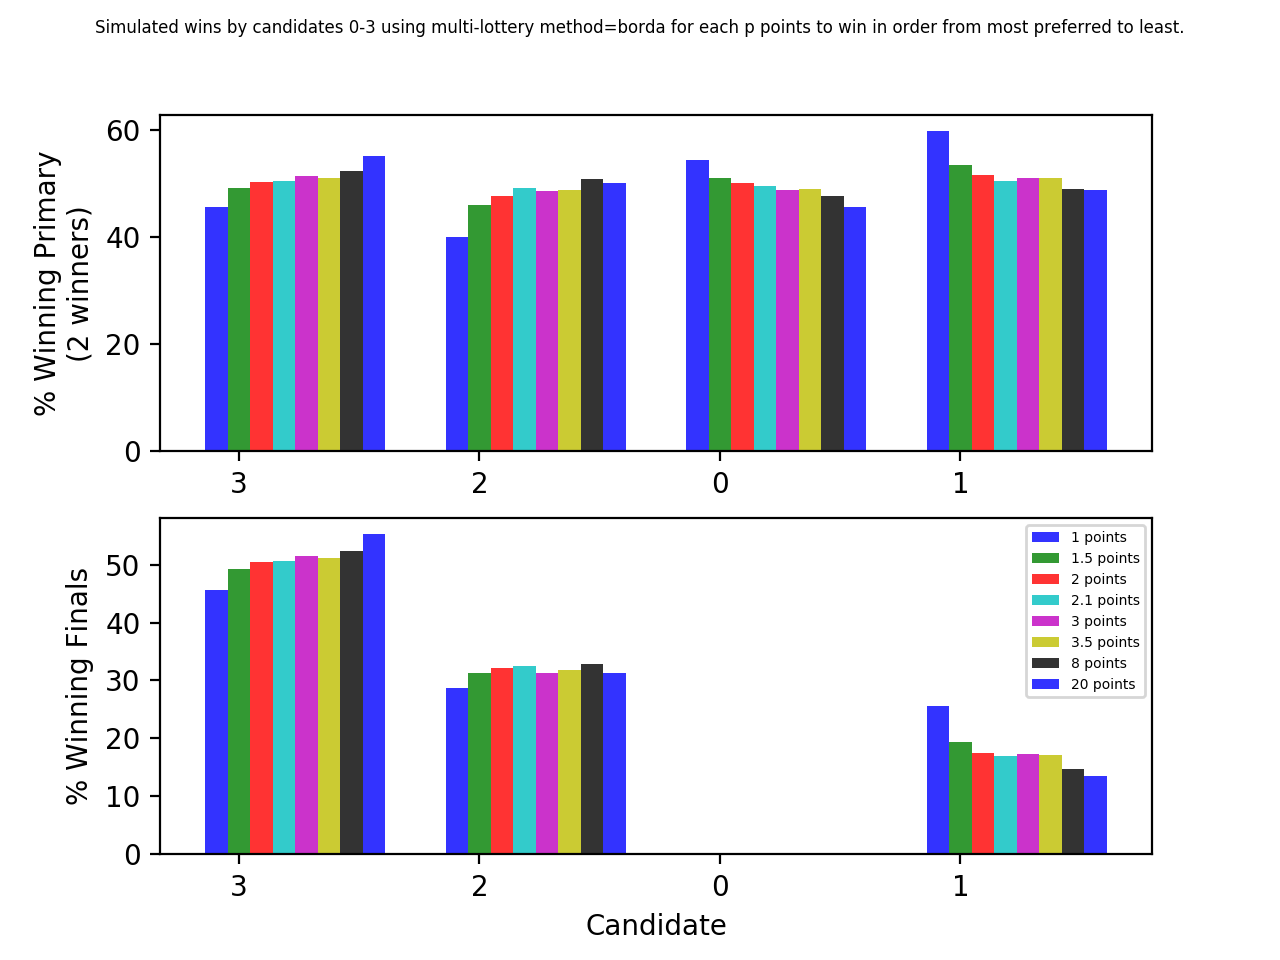 Simulated wins by candidates 0-3 using multi-lottery method=borda for each p points to win in order from most preferred to least.
% Winning Primary
(2 winners)
60
40
20
0
3 2 0 1
% Winning Finals
50
40
30
20
10
0
1 points
1.5 points
2 points
2.1 points
3 points
3.5 points
8 points
20 points
3 2 0 1
Candidate